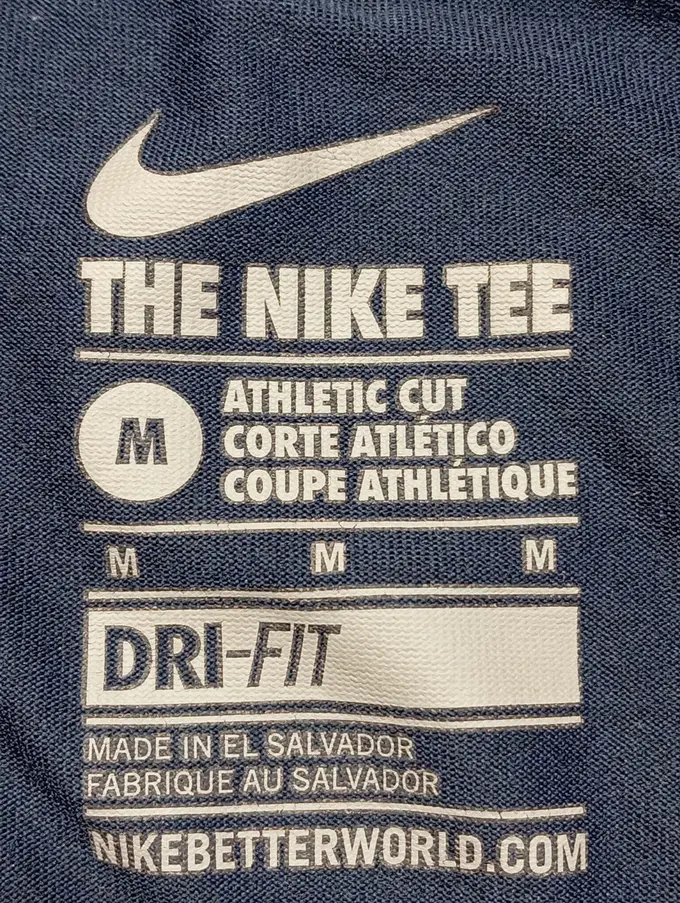 THE NIKE TEE
M
ATHLETIC CUT
CORTE ATLÉTICO
COUPE ATHLÉTIQUE
M M M
DRI-FIT
MADE IN EL SALVADOR
FABRIQUE AU SALVADOR
NIKEBETTERWORLD.COM